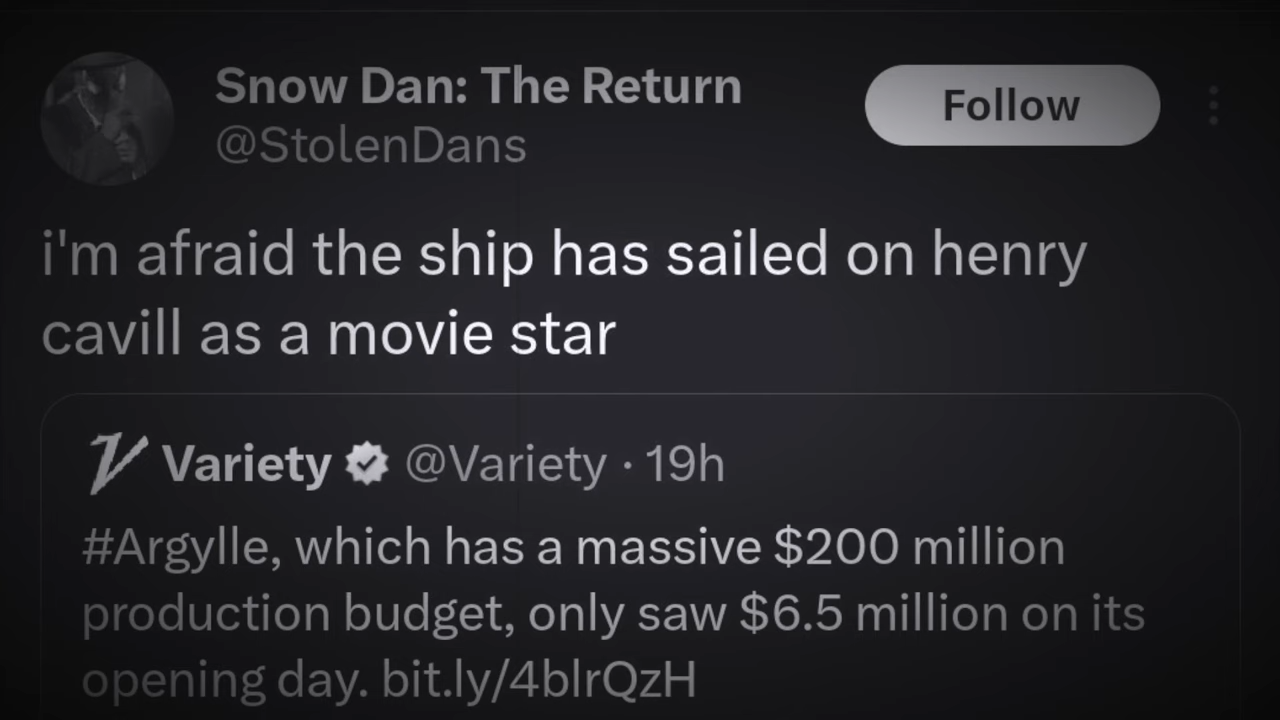 Snow Dan: The Return
Follow
@StolenDans
i'm afraid the ship has sailed on henry
cavill as a movie star
Variety @Variety · 19h
#Argylle, which has a massive $200 million
production budget, only saw $6.5 million on its
opening day. bit.ly/4blrQzH